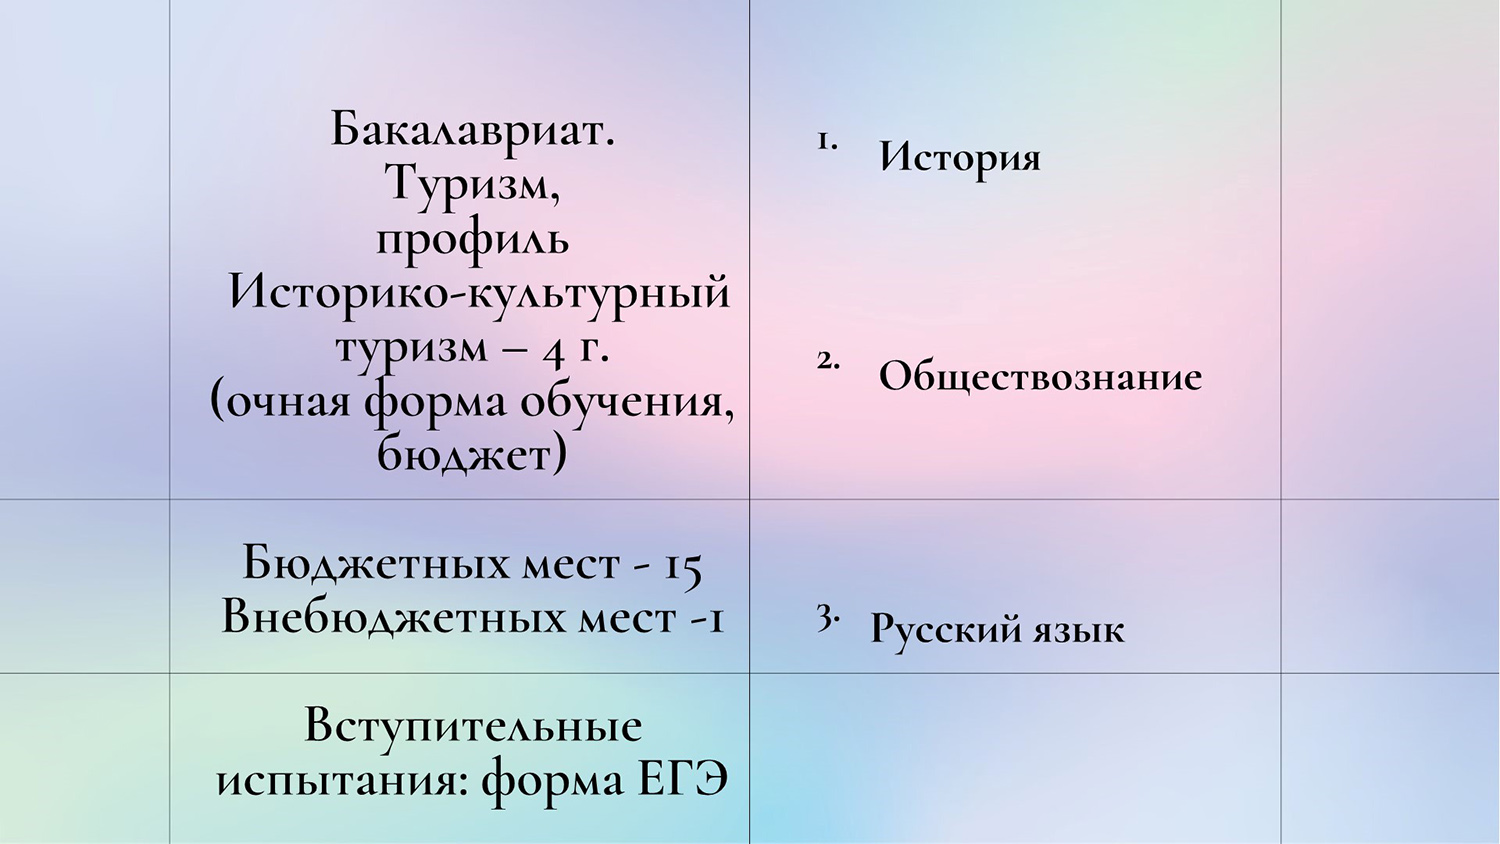 Бакалавриат.
Туризм,
профиль
Историко-культурный
туризм – 4 г.
(очная форма обучения,
бюджет)
Бюджетных мест - 15
Внебюджетных мест -1
Вступительные
испытания: форма ЕГЭ
1. История
2. Обществознание
3. Русский язык